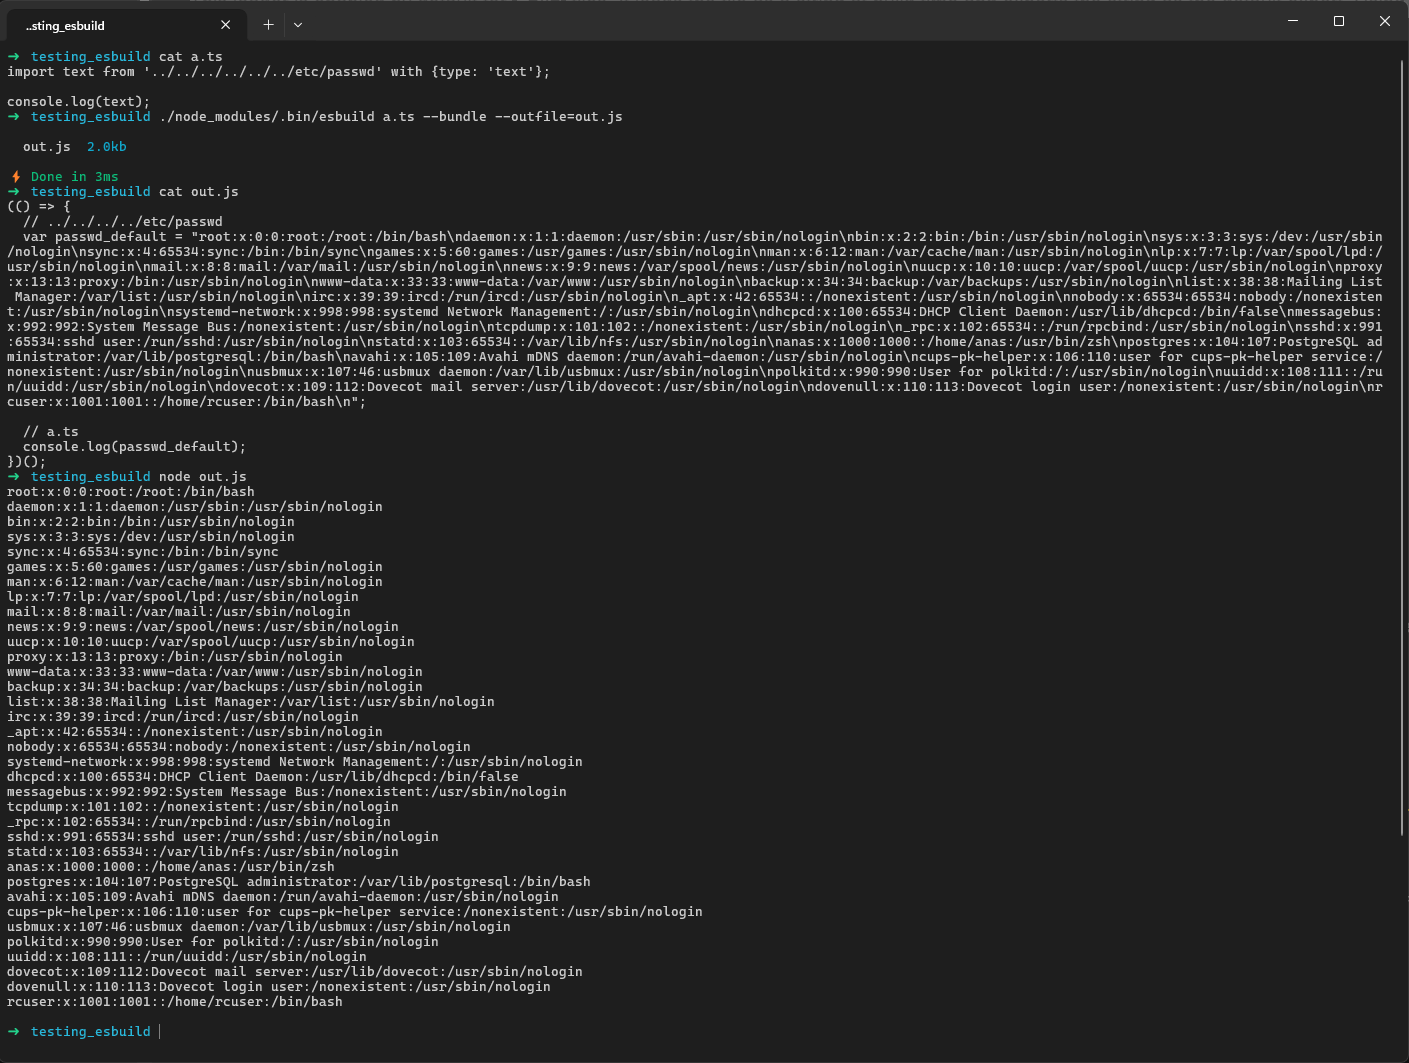 ..sting_esbuild
➜ testing_esbuild cat a.ts
import text from '../../../../../../etc/passwd' with {type: 'text'};
console.log(text);
➜ testing_esbuild ./node_modules/.bin/esbuild a.ts --bundle --outfile=out.js
out.js 2.0kb
⚡ Done in 3ms
➜ testing_esbuild cat out.js
(() => {
// ../../../../etc/passwd
var passwd_default = "root:x:0:0:root:/root:/bin/bash\ndaemon:x:1:1:daemon:/usr/sbin:/usr/sbin/nologin\nbin:x:2:2:bin:/bin:/usr/sbin/nologin\nsys:x:3:3:sys:/dev:/usr/sbin
/nologin\nsync:x:4:65534:sync:/bin:/bin/sync\ngames:x:5:60:games:/usr/games:/usr/sbin/nologin\nman:x:6:12:man:/var/cache/man:/usr/sbin/nologin\nlp:x:7:7:lp:/var/spool/lpd:/
usr/sbin/nologin\nmail:x:8:8:mail:/var/mail:/usr/sbin/nologin\nnews:x:9:9:news:/var/spool/news:/usr/sbin/nologin\nuucp:x:10:10:uucp:/var/spool/uucp:/usr/sbin/nologin\nproxy
:x:13:13:proxy:/bin:/usr/sbin/nologin\nwww-data:x:33:33:www-data:/var/www:/usr/sbin/nologin\nbackup:x:34:34:backup:/var/backups:/usr/sbin/nologin\nlist:x:38:38:Mailing List
Manager:/var/list:/usr/sbin/nologin\nirc:x:39:39:ircd:/run/ircd:/usr/sbin/nologin\n_apt:x:42:65534::/nonexistent:/usr/sbin/nologin\nnobody:x:65534:65534:nobody:/nonexisten
t:/usr/sbin/nologin\nsystemd-network:x:998:998:systemd Network Management:/:/usr/sbin/nologin\ndhcpcd:x:100:65534:DHCP Client Daemon:/usr/lib/dhcpcd:/bin/false\nmessagebus:
x:992:992:System Message Bus:/nonexistent:/usr/sbin/nologin\ntcpdump:x:101:102::/nonexistent:/usr/sbin/nologin\n_rpc:x:102:65534::/run/rpcbind:/usr/sbin/nologin\nsshd:x:991
:65534:sshd user:/run/sshd:/usr/sbin/nologin\nstatd:x:103:65534::/var/lib/nfs:/usr/sbin/nologin\nanas:x:1000:1000::/home/anas:/usr/bin/zsh\npostgres:x:104:107:PostgreSQL ad
ministrator:/var/lib/postgresql:/bin/bash\navahi:x:105:109:Avahi mDNS daemon:/run/avahi-daemon:/usr/sbin/nologin\ncups-pk-helper:x:106:110:user for cups-pk-helper service:/
nonexistent:/usr/sbin/nologin\nusbmux:x:107:46:usbmux daemon:/var/lib/usbmux:/usr/sbin/nologin\npolkitd:x:990:990:User for polkitd:/:/usr/sbin/nologin\nuuidd:x:108:111::/ru
n/uuidd:/usr/sbin/nologin\ndovecot:x:109:112:Dovecot mail server:/usr/lib/dovecot:/usr/sbin/nologin\ndovenull:x:110:113:Dovecot login user:/nonexistent:/usr/sbin/nologin\nr
cuser:x:1001:1001::/home/rcuser:/bin/bash\n";
// a.ts
console.log(passwd_default);
})();
➜ testing_esbuild node out.js
root:x:0:0:root:/root:/bin/bash
daemon:x:1:1:daemon:/usr/sbin:/usr/sbin/nologin
bin:x:2:2:bin:/bin:/usr/sbin/nologin
sys:x:3:3:sys:/dev:/usr/sbin/nologin
sync:x:4:65534:sync:/bin:/bin/sync
games:x:5:60:games:/usr/games:/usr/sbin/nologin
man:x:6:12:man:/var/cache/man:/usr/sbin/nologin
lp:x:7:7:lp:/var/spool/lpd:/usr/sbin/nologin
mail:x:8:8:mail:/var/mail:/usr/sbin/nologin
news:x:9:9:news:/var/spool/news:/usr/sbin/nologin
uucp:x:10:10:uucp:/var/spool/uucp:/usr/sbin/nologin
proxy:x:13:13:proxy:/bin:/usr/sbin/nologin
www-data:x:33:33:www-data:/var/www:/usr/sbin/nologin
backup:x:34:34:backup:/var/backups:/usr/sbin/nologin
list:x:38:38:Mailing List Manager:/var/list:/usr/sbin/nologin
irc:x:39:39:ircd:/run/ircd:/usr/sbin/nologin
_apt:x:42:65534::/nonexistent:/usr/sbin/nologin
nobody:x:65534:65534:nobody:/nonexistent:/usr/sbin/nologin
systemd-network:x:998:998:systemd Network Management:/:/usr/sbin/nologin
dhcpcd:x:100:65534:DHCP Client Daemon:/usr/lib/dhcpcd:/bin/false
messagebus:x:992:992:System Message Bus:/nonexistent:/usr/sbin/nologin
tcpdump:x:101:102::/nonexistent:/usr/sbin/nologin
_rpc:x:102:65534::/run/rpcbind:/usr/sbin/nologin
sshd:x:991:65534:sshd user:/run/sshd:/usr/sbin/nologin
statd:x:103:65534::/var/lib/nfs:/usr/sbin/nologin
anas:x:1000:1000::/home/anas:/usr/bin/zsh
postgres:x:104:107:PostgreSQL administrator:/var/lib/postgresql:/bin/bash
avahi:x:105:109:Avahi mDNS daemon:/run/avahi-daemon:/usr/sbin/nologin
cups-pk-helper:x:106:110:user for cups-pk-helper service:/nonexistent:/usr/sbin/nologin
usbmux:x:107:46:usbmux daemon:/var/lib/usbmux:/usr/sbin/nologin
polkitd:x:990:990:User for polkitd:/:/usr/sbin/nologin
uuidd:x:108:111::/run/uuidd:/usr/sbin/nologin
dovecot:x:109:112:Dovecot mail server:/usr/lib/dovecot:/usr/sbin/nologin
dovenull:x:110:113:Dovecot login user:/nonexistent:/usr/sbin/nologin
rcuser:x:1001:1001::/home/rcuser:/bin/bash
➜ testing_esbuild